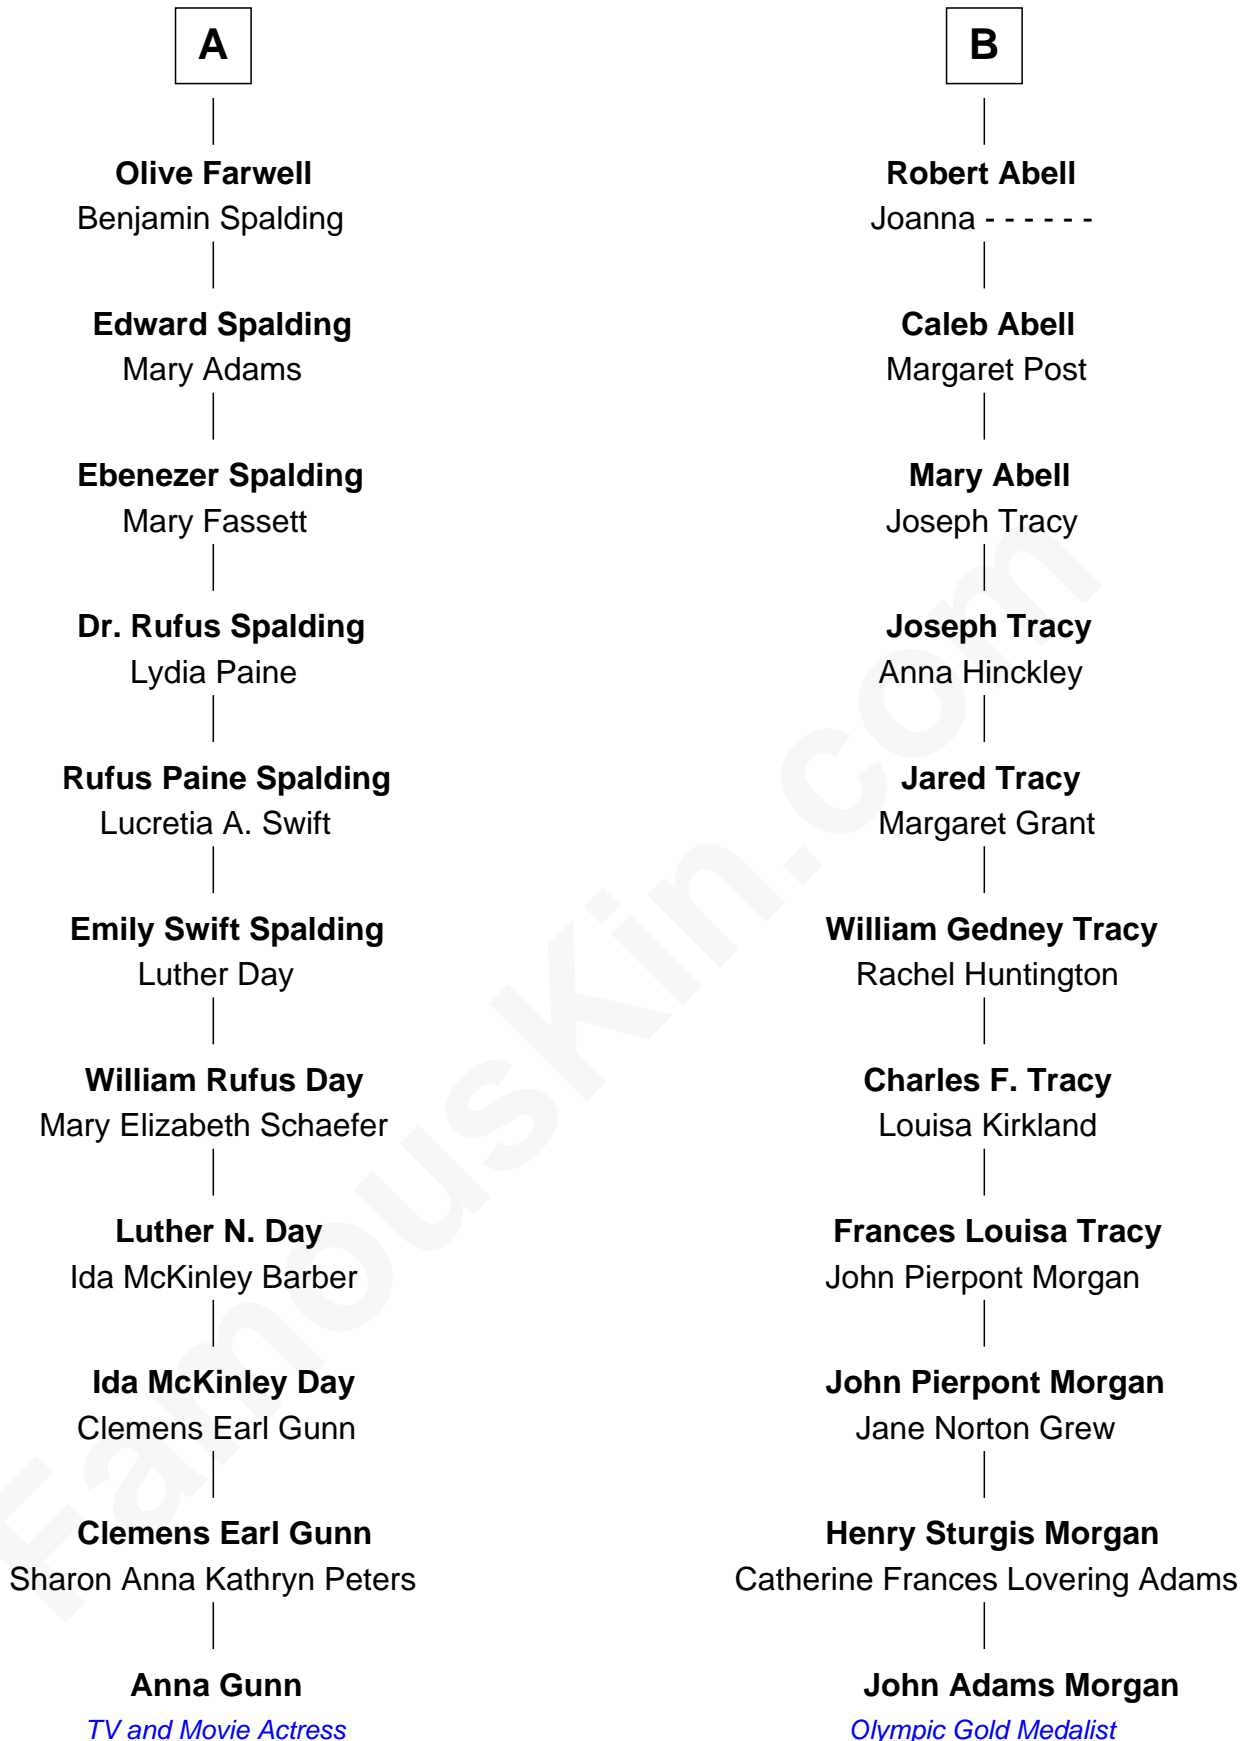 A
Olive Farwell
Benjamin Spalding
Edward Spalding
Mary Adams
Ebenezer Spalding
Mary Fassett
Dr. Rufus Spalding
Lydia Paine
Rufus Paine Spalding
Lucretia A. Swift
Emily Swift Spalding
Luther Day
William Rufus Day
Mary Elizabeth Schaefer
Luther N. Day
Ida McKinley Barber
Ida McKinley Day
Clemens Earl Gunn
Clemens Earl Gunn
Sharon Anna Kathryn Peters
Anna Gunn
TV and Movie Actress
B
Robert Abell
Joanna - - - - - -
Caleb Abell
Margaret Post
Mary Abell
Joseph Tracy
Joseph Tracy
Anna Hinckley
Jared Tracy
Margaret Grant
William Gedney Tracy
Rachel Huntington
Charles F. Tracy
Louisa Kirkland
Frances Louisa Tracy
John Pierpont Morgan
John Pierpont Morgan
Jane Norton Grew
Henry Sturgis Morgan
Catherine Frances Lovering Adams
John Adams Morgan
Olympic Gold Medalist
FamousKin.com